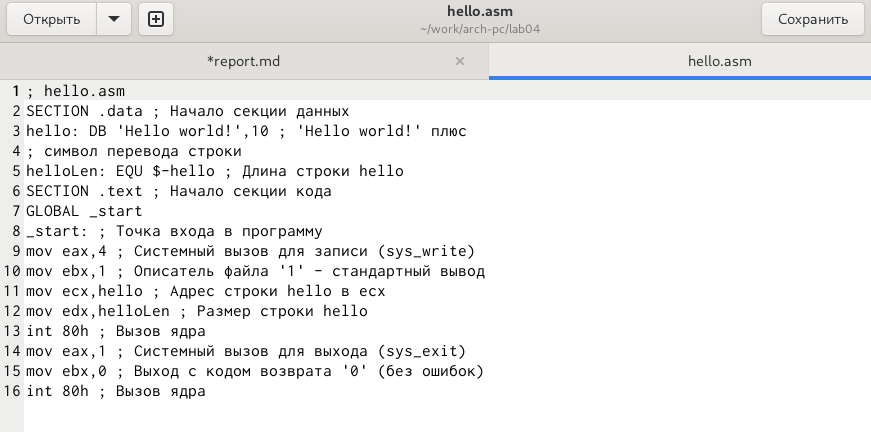 Открыть
hello.asm
~/work/arch-pc/lab04
Сохранить
*report.md
hello.asm
1 ; hello.asm
2 SECTION .data ; Начало секции данных
3 hello: DB 'Hello world!',10 ; 'Hello world!' плюс
4 ; символ перевода строки
5 helloLen: EQU $-hello ; Длина строки hello
6 SECTION .text ; Начало секции кода
7 GLOBAL _start
8 _start: ; Точка входа в программу
9 mov eax,4 ; Системный вызов для записи (sys_write)
10 mov ebx,1 ; Описатель файла '1' - стандартный вывод
11 mov ecx,hello ; Адрес строки hello в ecx
12 mov edx,helloLen ; Размер строки hello
13 int 80h ; Вызов ядра
14 mov eax,1 ; Системный вызов для выхода (sys_exit)
15 mov ebx,0 ; Выход с кодом возврата '0' (без ошибок)
16 int 80h ; Вызов ядра